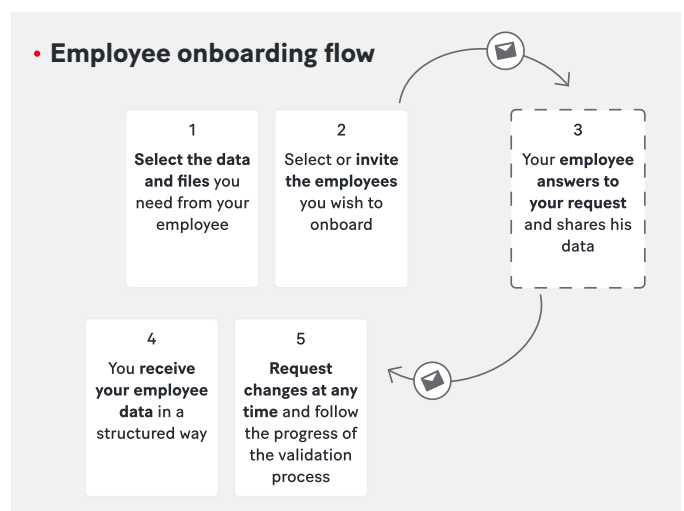 • Employee onboarding flow
1
Select the data
and files you
need from your
employee
2
Select or invite
the employees
you wish to
onboard
3
Your employee
answers to
your request
and shares his
data
4
You receive
your employee
data in a
structured way
5
Request
changes at any
time and follow
the progress of
the validation
process